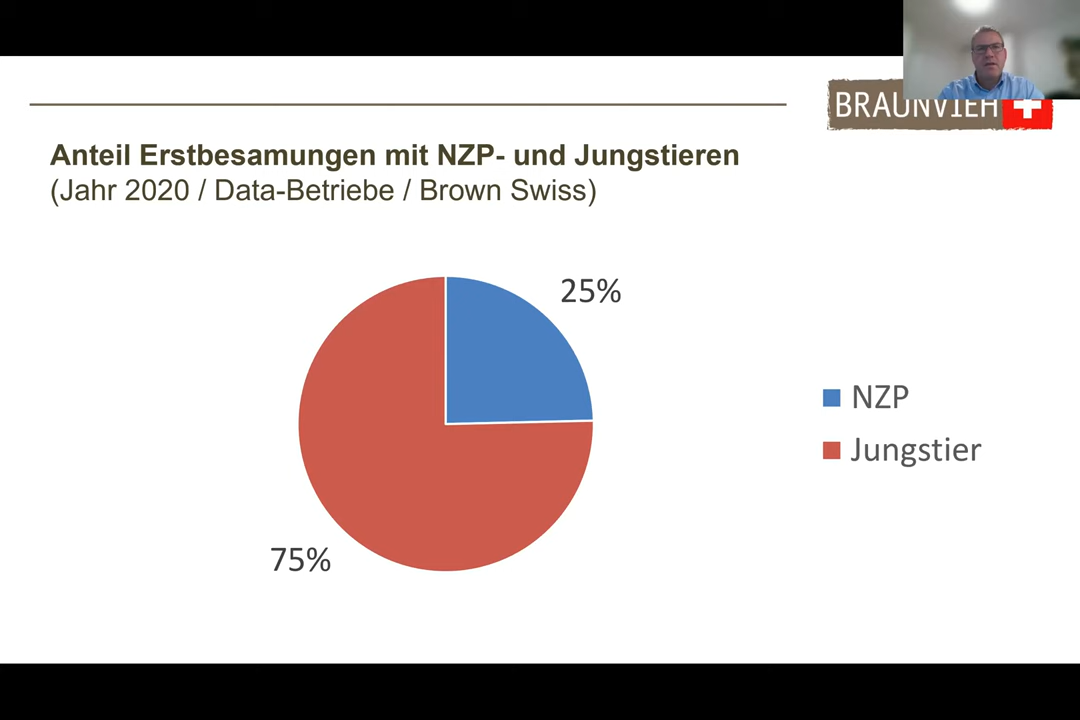 BRAUNVIEH
Anteil Erstbesamungen mit NZP- und Jungstieren
(Jahr 2020 / Data-Betriebe / Brown Swiss)
25%
NZP
Jungstier
75%